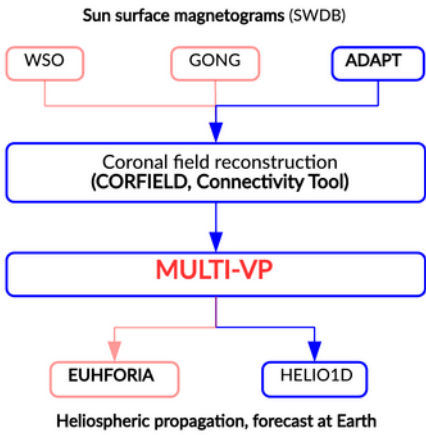 Sun surface magnetograms (SWDB)
WSO GONG ADAPT
Coronal field reconstruction
(CORFIELD, Connectivity Tool)
MULTI-VP
EUHFORIA HELIO1D
Heliospheric propagation, forecast at Earth